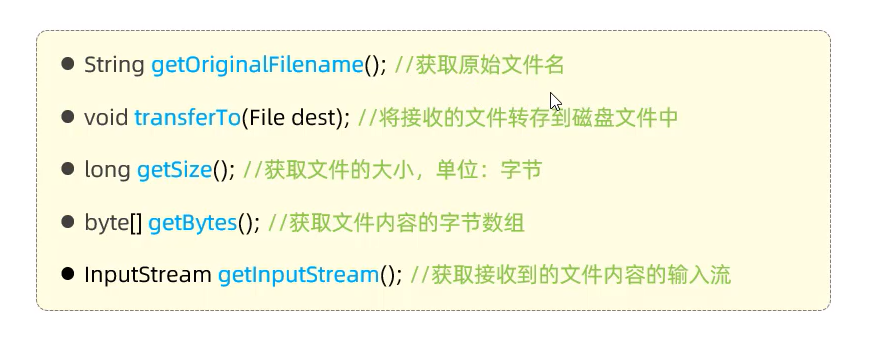 ● String getOriginalFilename(); //获取原始文件名
● void transferTo(File dest); //将接收的文件转存到磁盘文件中
● long getSize(); //获取文件的大小，单位：字节
● byte[] getBytes(); //获取文件内容的字节数组
● InputStream getInputStream(); //获取接收到的文件内容的输入流